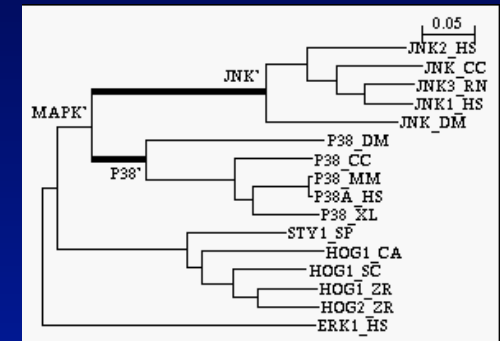 0.05
JNK2_HS
JNK_CC
JNK'
JNK3_RN
JNK1_HS
MAPK'
JNK_DM
P38_DM
P38_CC
P38'
P38_MM
P38A_HS
P38_XL
STY1_SP
HOG1_CA
HOG1_SC
HOG1_ZR
HOG2_ZR
ERK1_HS